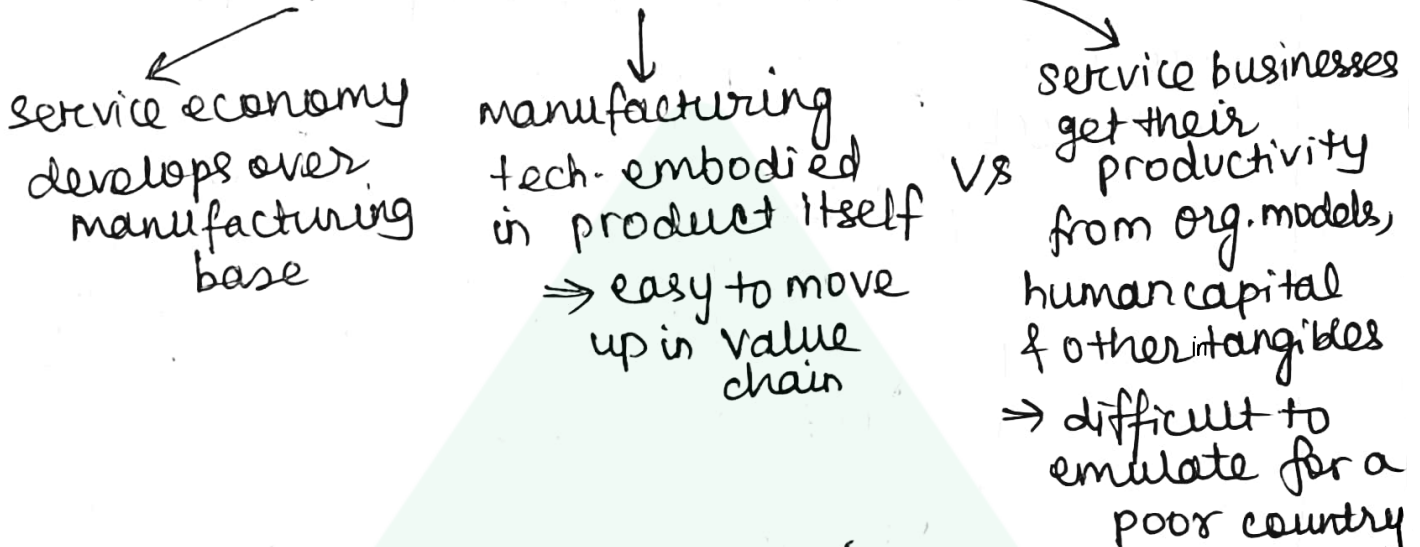 service economy
develops over
manufacturing
base
manufacturing
tech. embodied
in product itself
⇒ easy to move
up in value
chain
vs
service businesses
get their
productivity
from org. models,
human capital
& other intangibles
⇒ difficult to
emulate for a
poor country